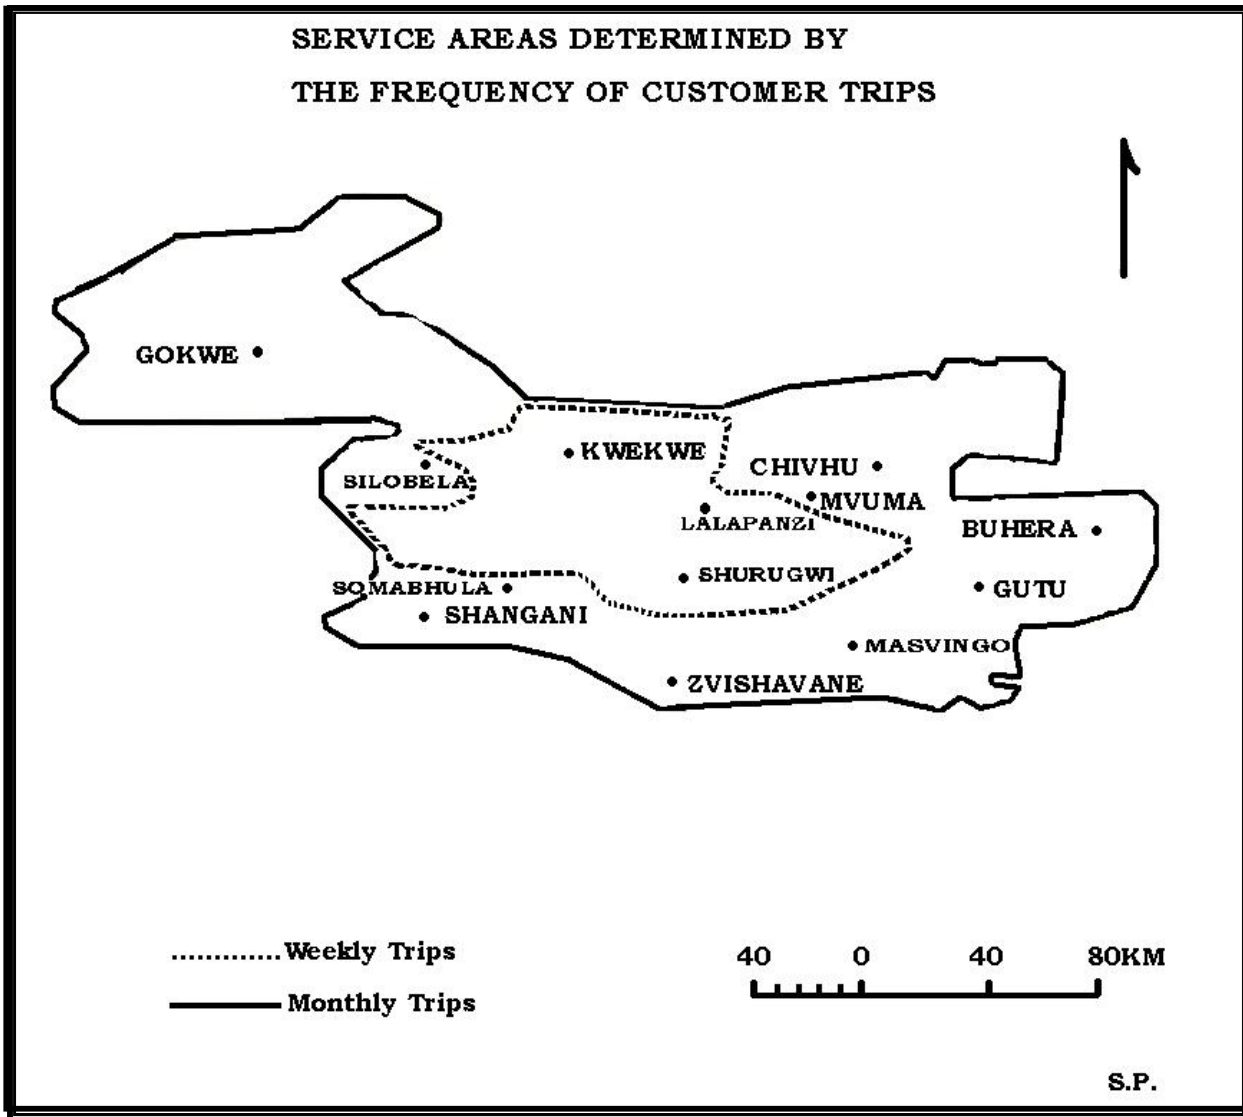 SERVICE AREAS DETERMINED BY
THE FREQUENCY OF CUSTOMER TRIPS
GOKWE
KWEKWE
CHIVHU
SILOBELA
MVUMA
LALAPANZI
BUHERA
SHURUGWI
SOMABHULA
GUTU
SHANGANI
MASVINGO
ZVISHAVANE
Weekly Trips
Monthly Trips
40 0 40 80KM
S.P.